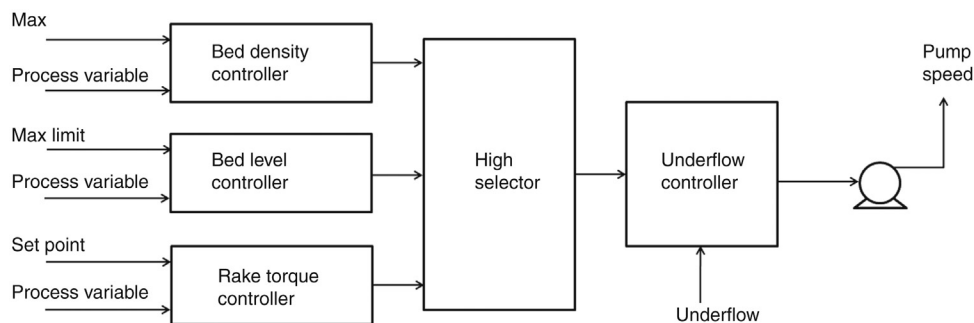 Max
Process variable
Bed density
controller
Max limit
Process variable
Bed level
controller
Set point
Process variable
Rake torque
controller
High
selector
Underflow
controller
Underflow
Pump
speed